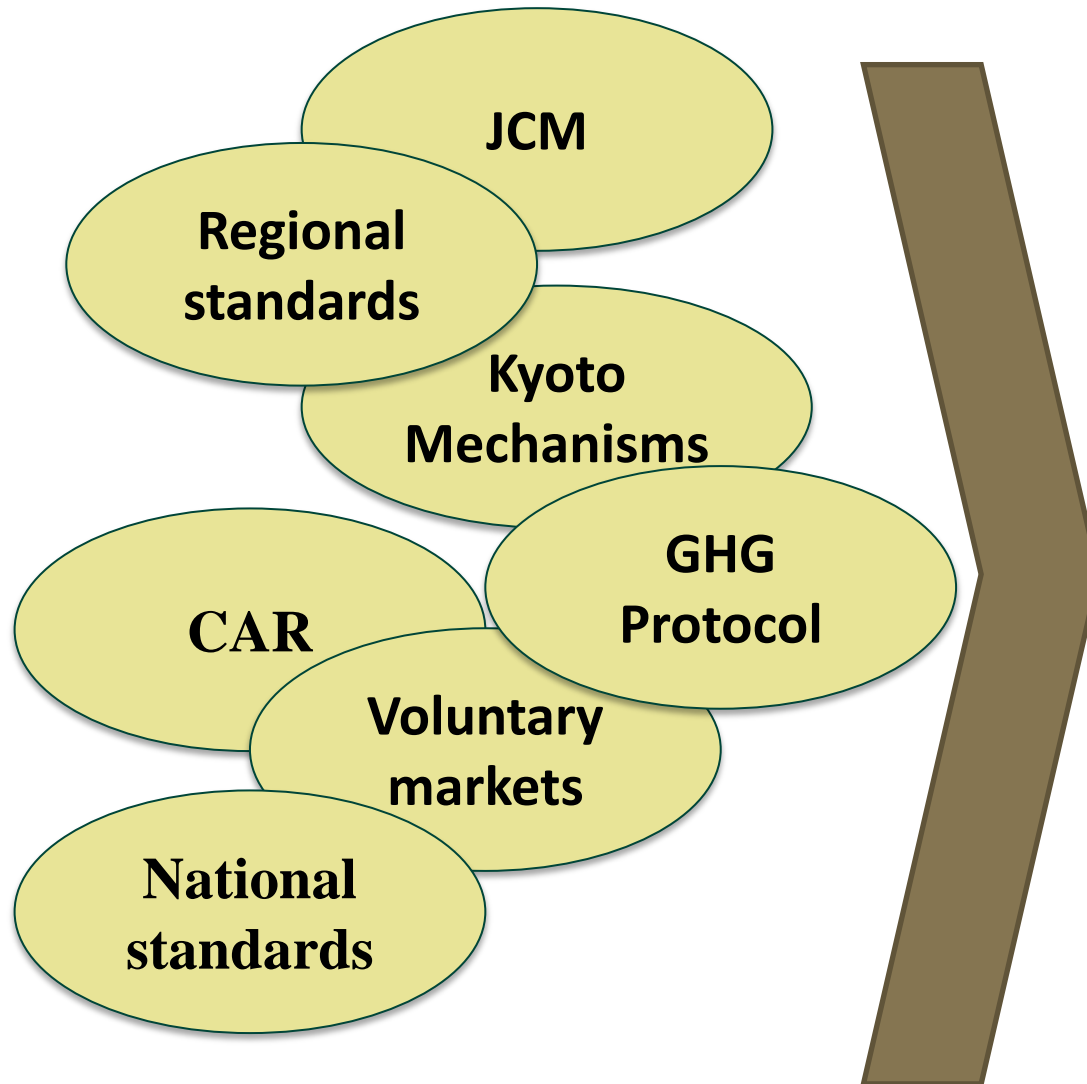 JCM
Regional
standards
Kyoto
Mechanisms
GHG
Protocol
CAR
Voluntary
markets
National
standards